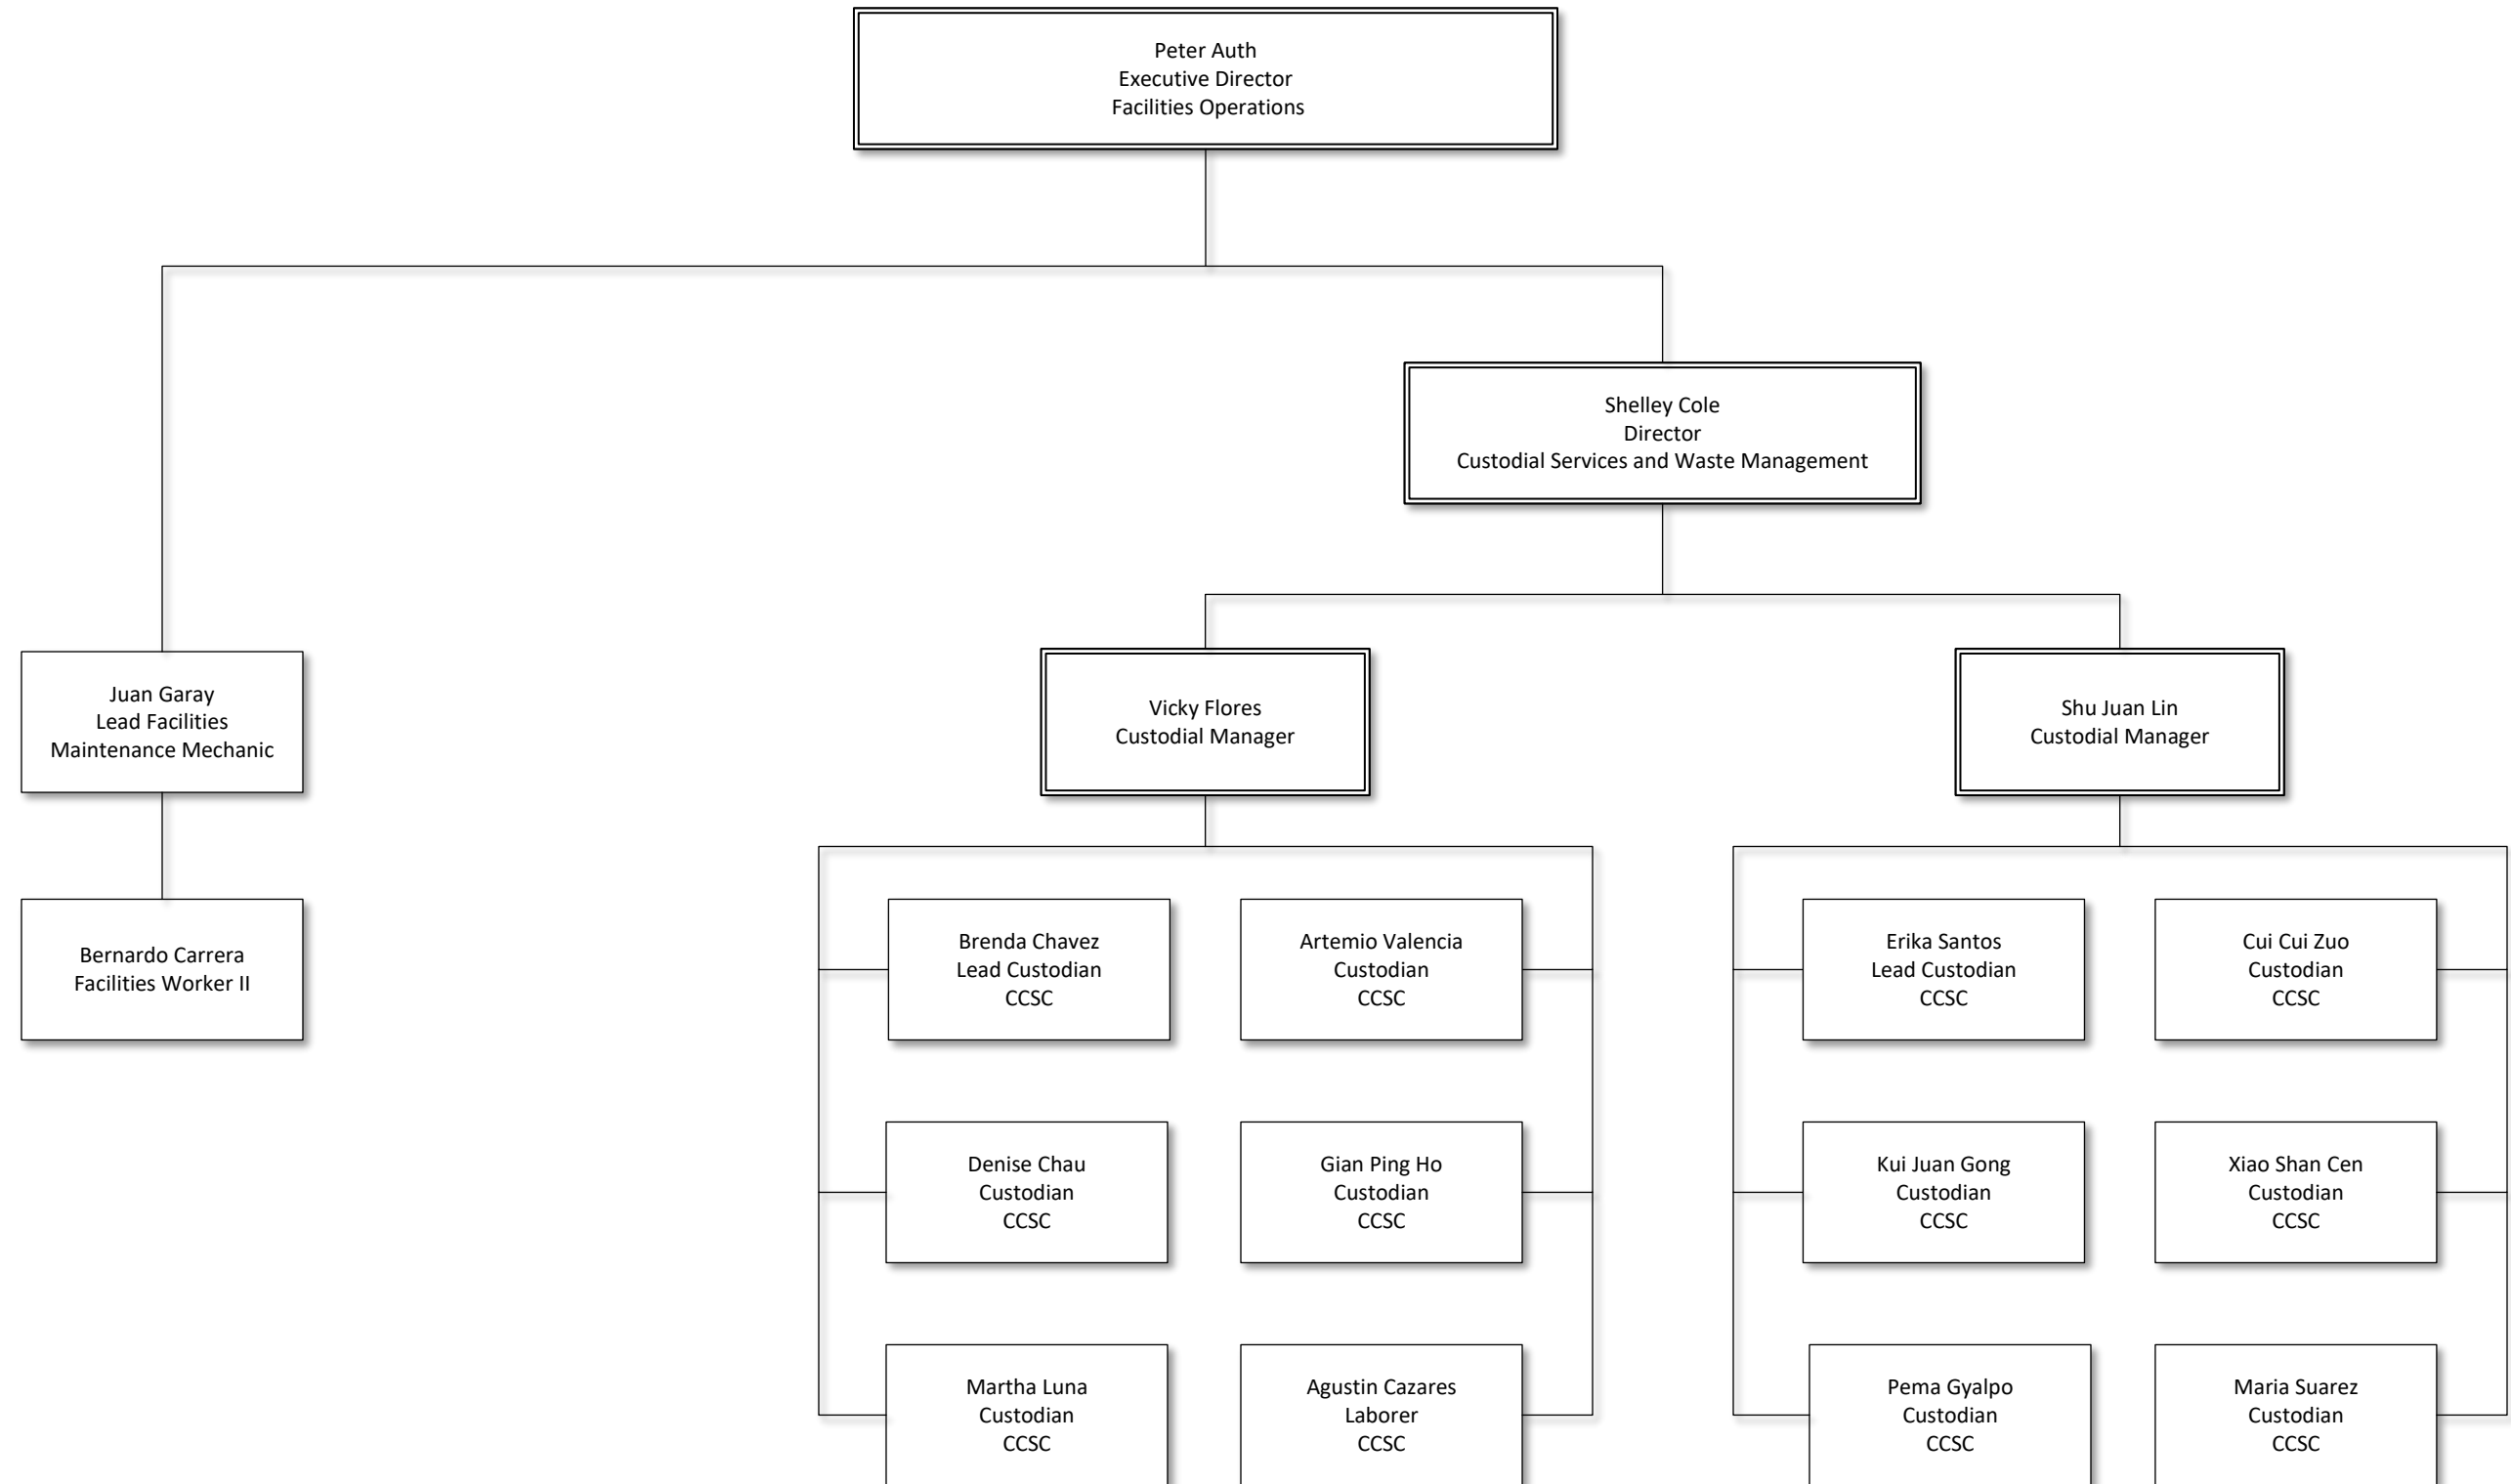 Peter Auth
Executive Director
Facilities Operations
Shelley Cole
Director
Custodial Services and Waste Management
Juan Garay
Lead Facilities
Maintenance Mechanic
Vicky Flores
Custodial Manager
Shu Juan Lin
Custodial Manager
Bernardo Carrera
Facilities Worker II
Brenda Chavez
Lead Custodian
CCSC
Artemio Valencia
Custodian
CCSC
Erika Santos
Lead Custodian
CCSC
Cui Cui Zuo
Custodian
CCSC
Denise Chau
Custodian
CCSC
Gian Ping Ho
Custodian
CCSC
Kui Juan Gong
Custodian
CCSC
Xiao Shan Cen
Custodian
CCSC
Martha Luna
Custodian
CCSC
Agustin Cazares
Laborer
CCSC
Pema Gyalpo
Custodian
CCSC
Maria Suarez
Custodian
CCSC